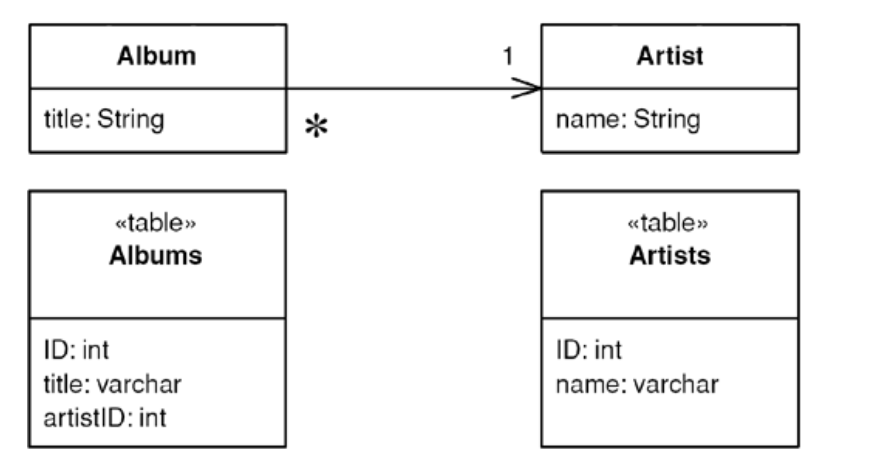 Album
title: String
1
*
Artist
name: String
«table»
Albums
ID: int
title: varchar
artistID: int
«table»
Artists
ID: int
name: varchar